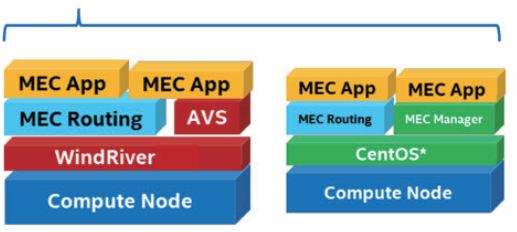 MEC App MEC App
MEC Routing AVS
WindRiver
Compute Node
MEC App MEC App
MEC Routing MEC Manager
CentOS*
Compute Node